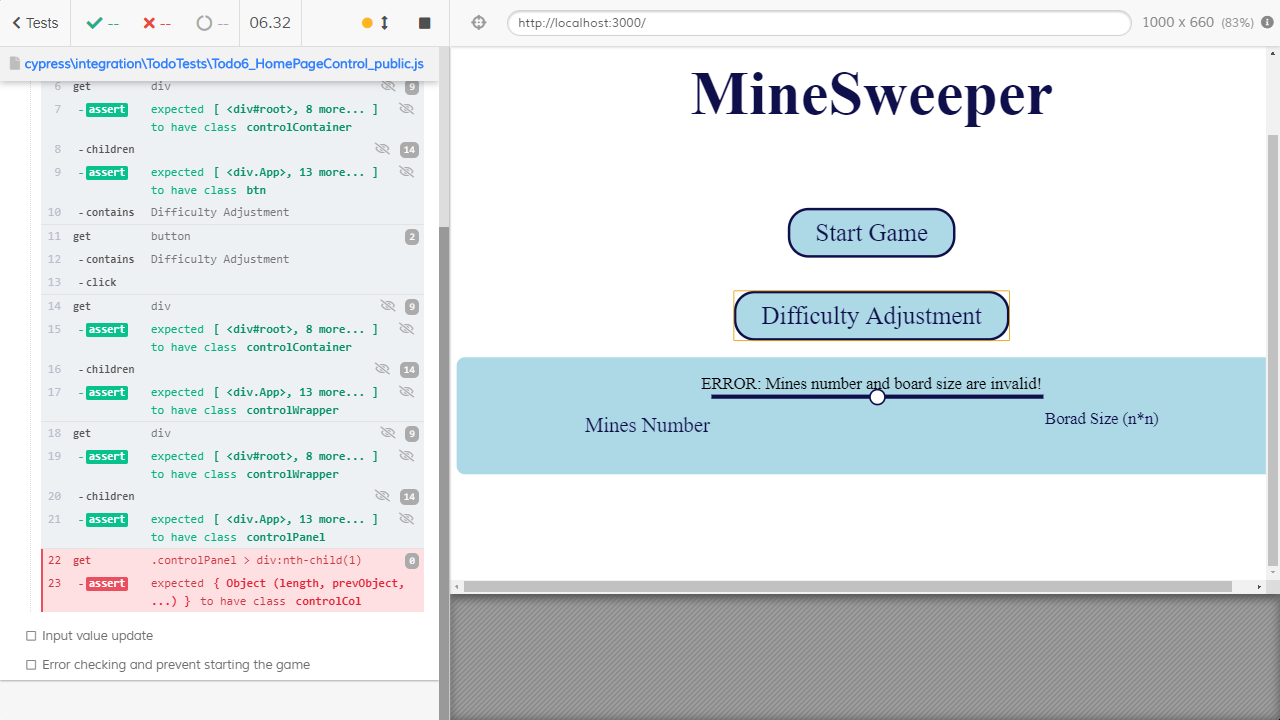 Tests
--
--
--
06.32
http://localhost:3000/
1000 x 660 (83%)
cypress\integration\TodoTests\Todo6_HomePageControl_public.js
6 get div 9
7 - assert expected [ <div#root>, 8 more... ]
to have class controlContainer
8 - children 14
9 - assert expected [ <div.App>, 13 more... ]
to have class btn
10 - contains Difficulty Adjustment
11 get button 2
12 - contains Difficulty Adjustment
13 - click
14 get div 9
15 - assert expected [ <div#root>, 8 more... ]
to have class controlContainer
16 - children 14
17 - assert expected [ <div.App>, 13 more... ]
to have class controlWrapper
18 get div 9
19 - assert expected [ <div#root>, 8 more... ]
to have class controlWrapper
20 - children 14
21 - assert expected [ <div.App>, 13 more... ]
to have class controlPanel
22 get .controlPanel > div:nth-child(1) 0
23 - assert expected { Object (length, prevObject,
...) } to have class controlCol
Input value update
Error checking and prevent starting the game
MineSweeper
Start Game
Difficulty Adjustment
ERROR: Mines number and board size are invalid!
Mines Number
Borad Size (n*n)